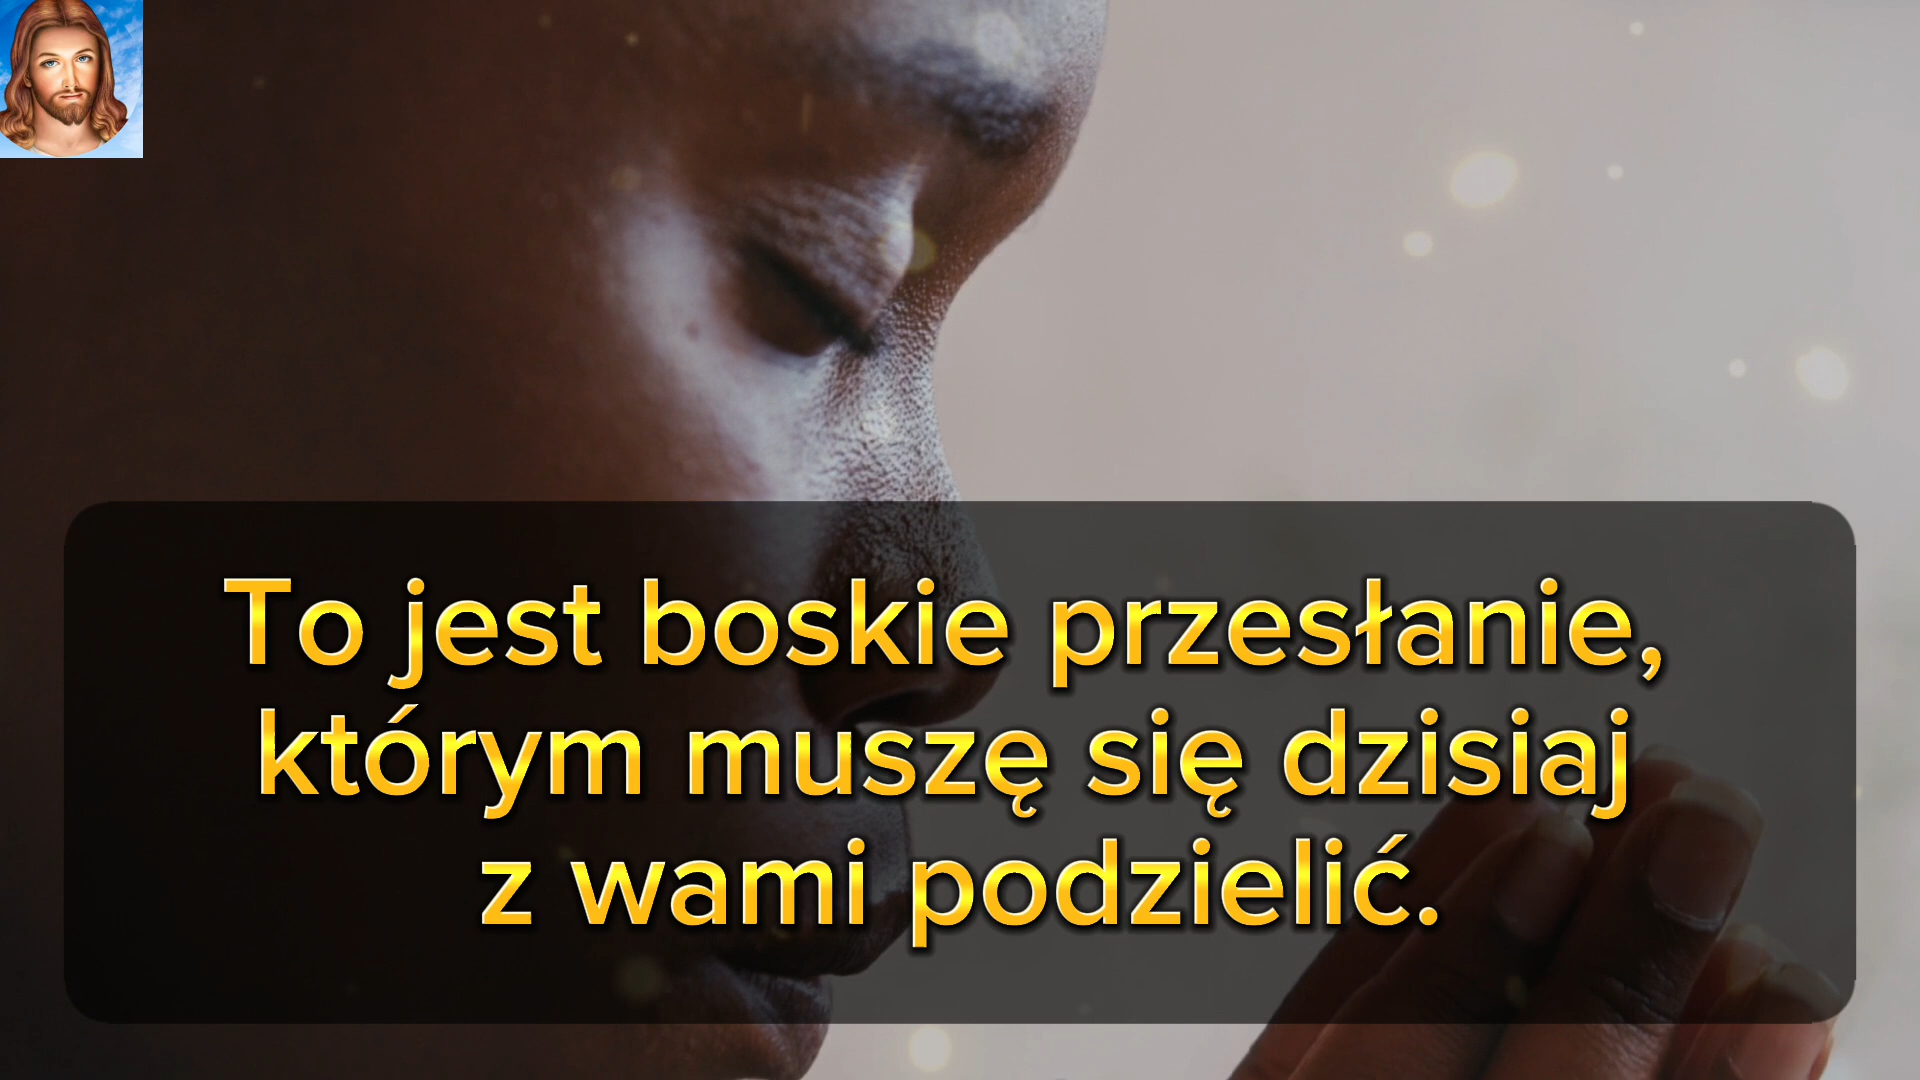 To jest boskie przesłanie,
którym muszę się dzisiaj
z wami podzielić.